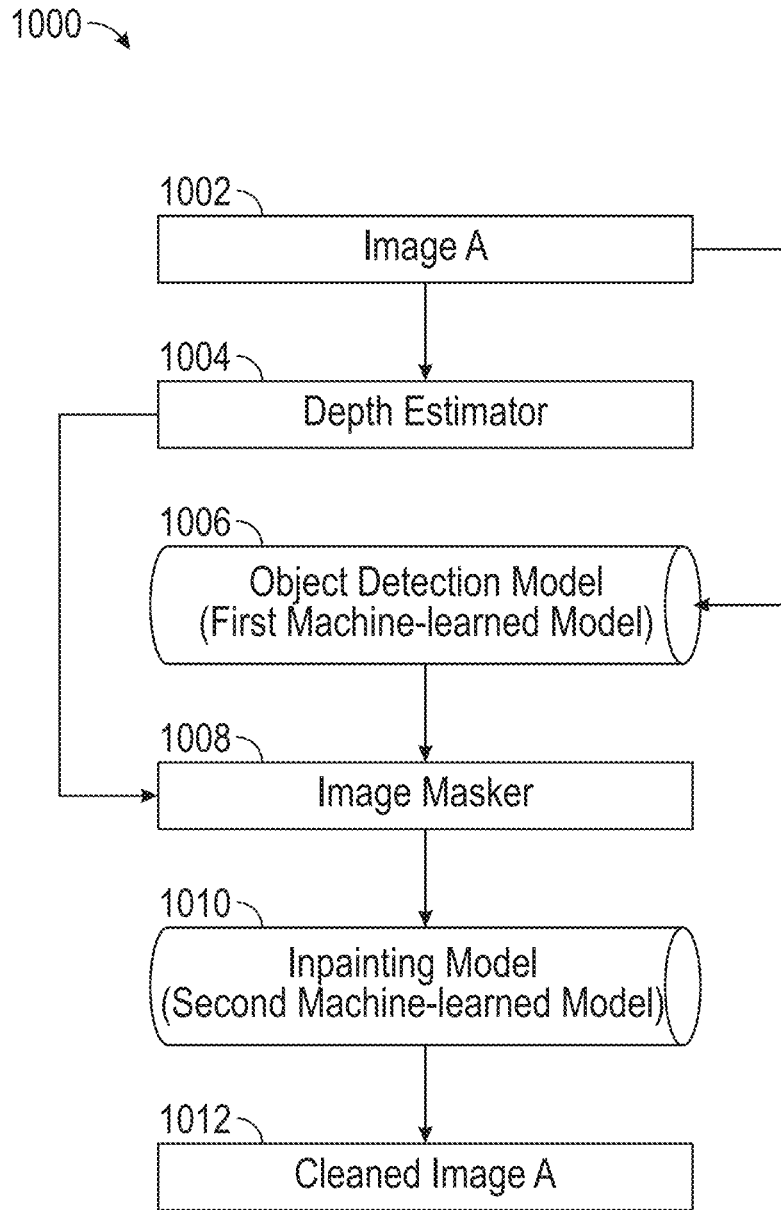 1000
1002
Image A
1004
Depth Estimator
1006
Object Detection Model
(First Machine-learned Model)
1008
Image Masker
1010
Inpainting Model
(Second Machine-learned Model)
1012
Cleaned Image A